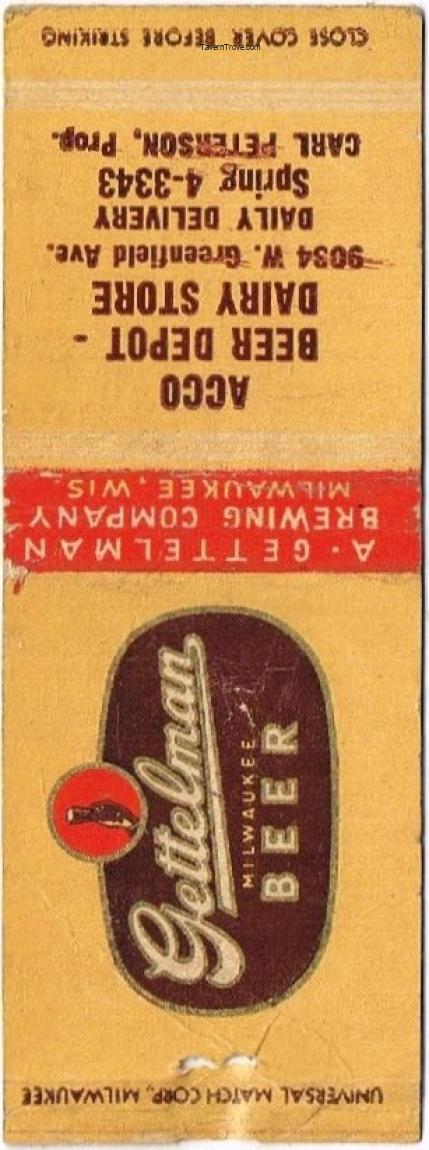 CLOSE COVER BEFORE STRIKING
TavernTrove.com
ACCO
BEER DEPOT -
DAIRY STORE
9034 W. Greenfield Ave.
DAILY DELIVERY
Spring 4-3343
CARL PETERSON, Prop.
A·GETTELMAN
BREWING COMPANY
MILWAUKEE, WIS.
Gettelman
MILWAUKEE
BEER
UNIVERSAL MATCH CORP., MILWAUKEE